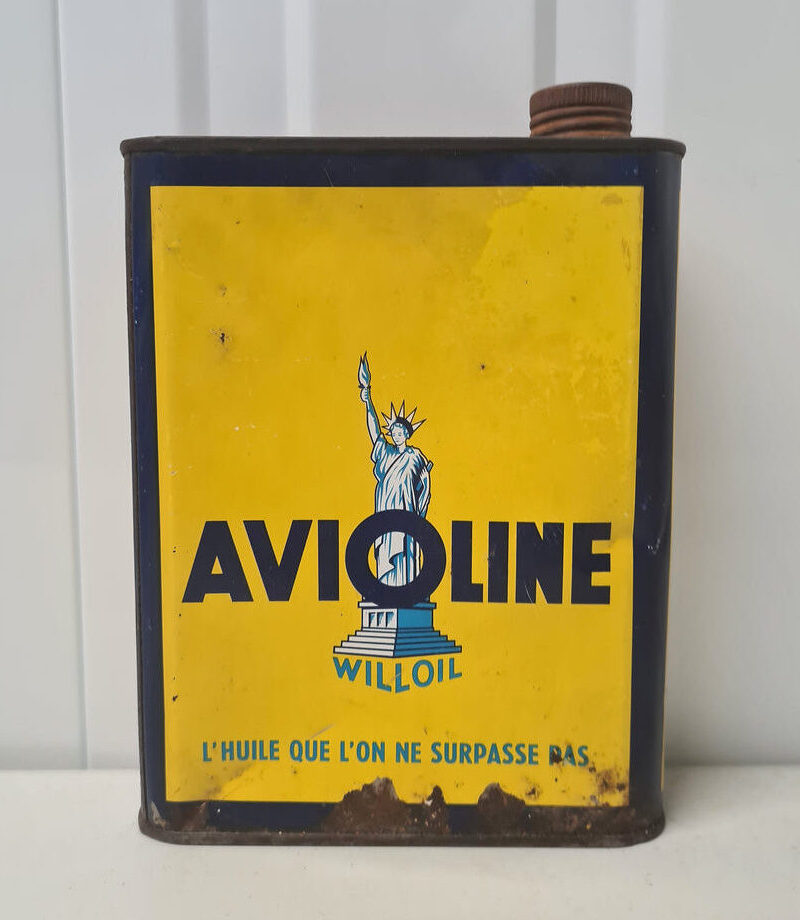 AVIOLINE
WILLOIL
L'HUILE QUE L'ON NE SURPASSE PAS